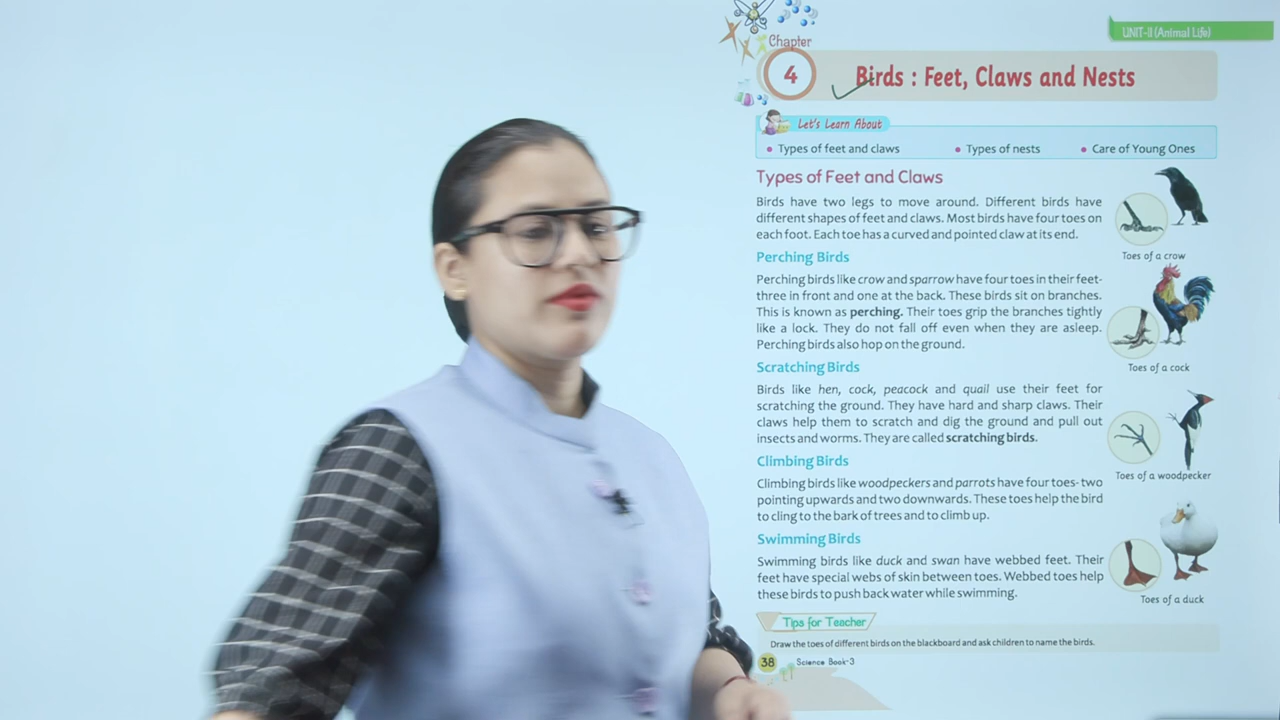 UNIT-II (Animal Life)
Chapter
4
Birds : Feet, Claws and Nests
Let's Learn About
• Types of feet and claws • Types of nests • Care of Young Ones
Types of Feet and Claws
Birds have two legs to move around. Different birds have
different shapes of feet and claws. Most birds have four toes on
each foot. Each toe has a curved and pointed claw at its end.
Toes of a crow
Perching Birds
Perching birds like crow and sparrow have four toes in their feet-
three in front and one at the back. These birds sit on branches.
This is known as perching. Their toes grip the branches tightly
like a lock. They do not fall off even when they are asleep.
Perching birds also hop on the ground.
Toes of a cock
Scratching Birds
Birds like hen, cock, peacock and quail use their feet for
scratching the ground. They have hard and sharp claws. Their
claws help them to scratch and dig the ground and pull out
insects and worms. They are called scratching birds.
Climbing Birds
Climbing birds like woodpeckers and parrots have four toes- two
pointing upwards and two downwards. These toes help the bird
to cling to the bark of trees and to climb up.
Toes of a woodpecker
Swimming Birds
Swimming birds like duck and swan have webbed feet. Their
feet have special webs of skin between toes. Webbed toes help
these birds to push back water while swimming.
Toes of a duck
Tips for Teacher
Draw the toes of different birds on the blackboard and ask children to name the birds.
38 Science Book-3